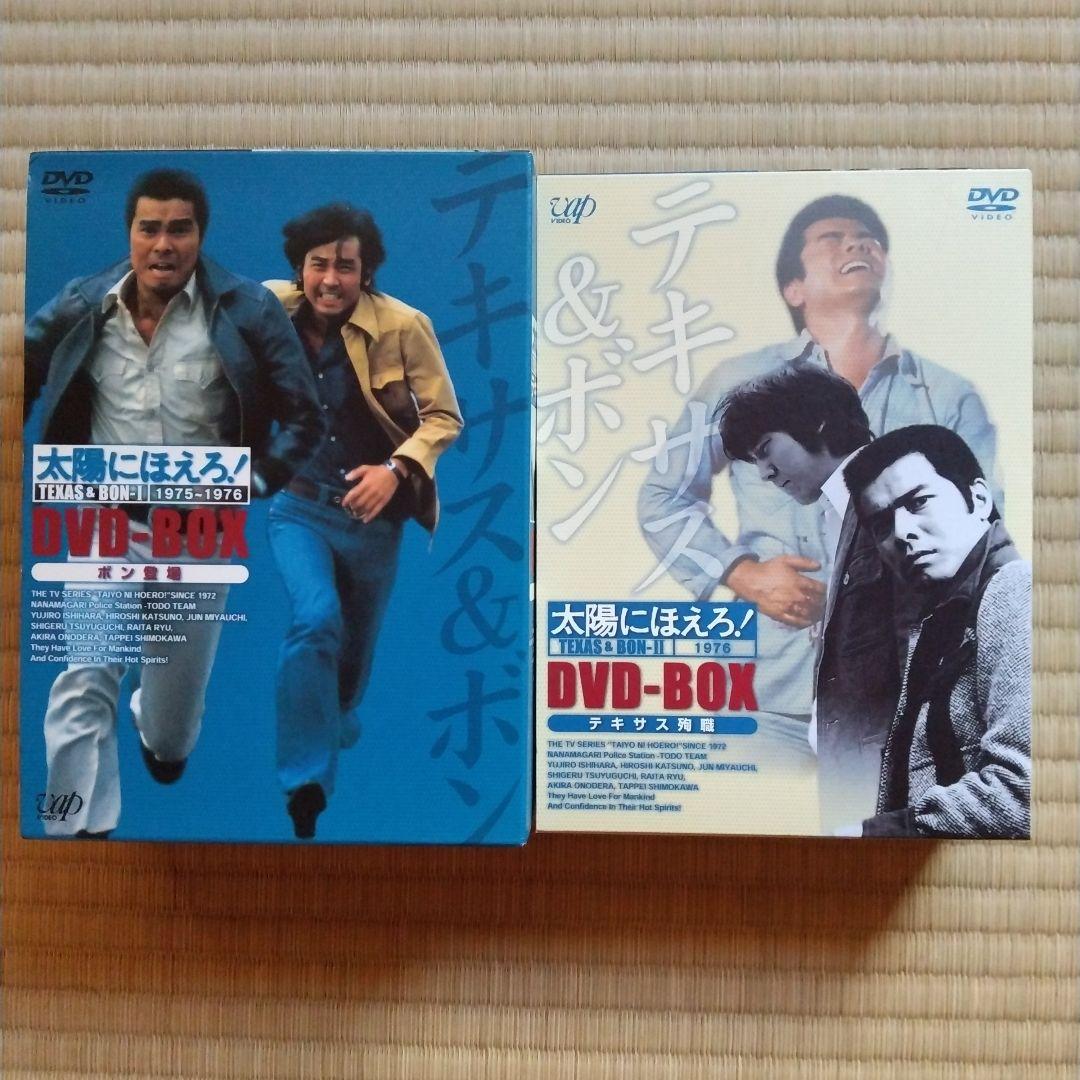 DVD
VIDEO
テキサス&ボン
太陽にほえろ!
TEXAS & BON-I 1975~1976
DVD-BOX
ボン登場
THE TV SERIES "TAIYO NI HOERO!"SINCE 1972
NANAMAGARI Police Station -TODO TEAM
YUJIRO ISHIHARA, HIROSHI KATSUNO, JUN MIYAUCHI,
SHIGERU TSUYUGUCHI, RAITA RYU,
AKIRA ONODERA, TAPPEI SHIMOKAWA
They Have Love For Mankind
And Confidence In Their Hot Spirits!
vap
VIDEO
vap
VIDEO
DVD
VIDEO
テキサス
&ボン
太陽にほえろ!
TEXAS & BON-II 1976
DVD-BOX
テキサス殉職
THE TV SERIES "TAIYO NI HOERO!"SINCE 1972
NANAMAGARI Police Station -TODO TEAM
YUJIRO ISHIHARA, HIROSHI KATSUNO, JUN MIYAUCHI,
SHIGERU TSUYUGUCHI, RAITA RYU,
AKIRA ONODERA, TAPPEI SHIMOKAWA
They Have Love For Mankind
And Confidence In Their Hot Spirits!